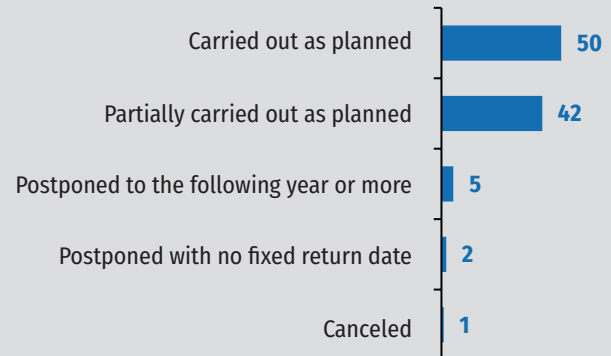 Carried out as planned 50
Partially carried out as planned 42
Postponed to the following year or more 5
Postponed with no fixed return date 2
Canceled 1